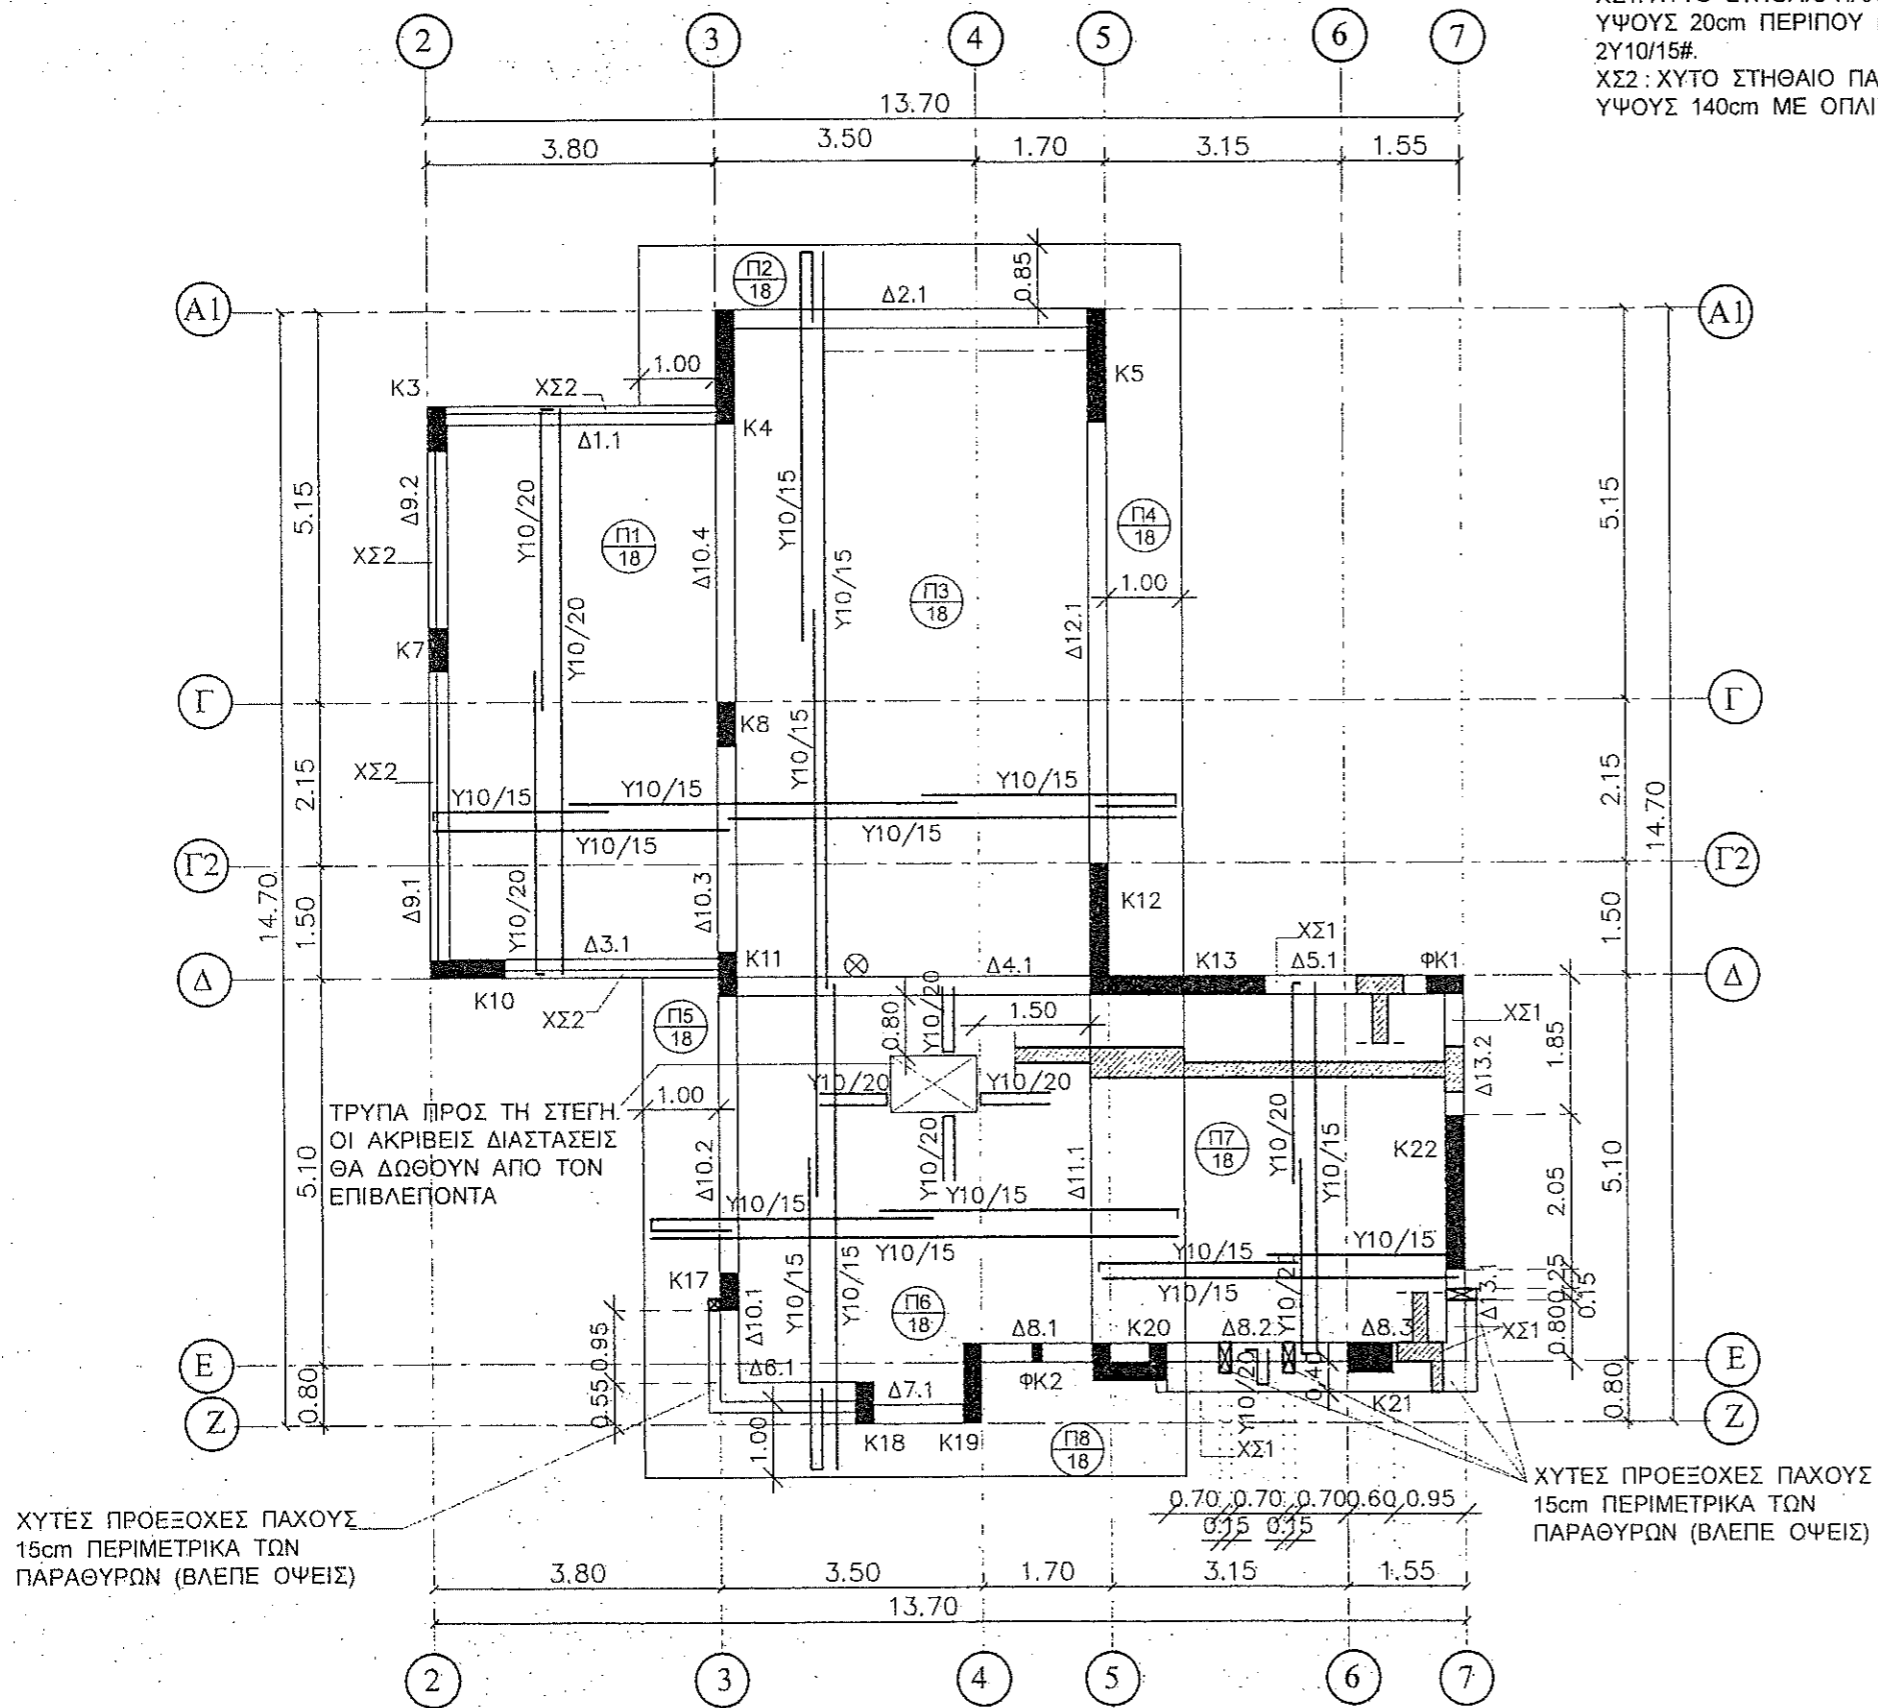 ΥΨΟΥΣ 20cm ΠΕΡΙΠΟΥ
2Υ10/15#.
ΧΣ2 : ΧΥΤΟ ΣΤΗΘΑΙΟ ΠΑ
ΥΨΟΥΣ 140cm ΜΕ ΟΠΛΙ
2 3 4 5 6 7
13.70
3.80 3.50 1.70 3.15 1.55
Π2 18
Δ2.1
0.85
Α1 Α1
1.00
Κ3
ΧΣ2
Κ5
Δ1.1
Κ4
Δ9.2
5.15
Υ10/20
Π1 18
Δ10.4
Υ10/15
Π4 18
5.15
ΧΣ2
Υ10/15
Π3 18
1.00
Κ7
Υ10/20
Δ12.1
Γ Γ
Κ8
Υ10/15
2.15
ΧΣ2
Υ10/15
Υ10/15
Υ10/15
2.15
14.70
Υ10/15
Υ10/15
Γ2 Γ2
14.70
1.50
Δ9.1
Υ10/20
Δ10.3
Κ12
1.50
Δ3.1
Κ11
Δ4.1
Κ13
ΧΣ1
Δ5.1
ΦΚ1
Δ Δ
Κ10
ΧΣ2
Π5 18
0.80
Υ10/20
1.50
ΧΣ1
Δ13.2
1.85
Υ10/20
Υ10/20
1.00
ΤΡΥΠΑ ΠΡΟΣ ΤΗ ΣΤΕΓΗ.
ΟΙ ΑΚΡΙΒΕΙΣ ΔΙΑΣΤΑΣΕΙΣ
ΘΑ ΔΩΘΟΥΝ ΑΠΟ ΤΟΝ
ΕΠΙΒΛΕΠΟΝΤΑ
5.10
Δ10.2
Υ10/20
Δ11.1
Π7 18
Υ10/20
Υ10/15
Κ22
2.05
5.10
Υ10/15
Υ10/15
Υ10/15
Υ10/15
Υ10/15
Υ10/15
Κ17
Δ10.1
Υ10/15
Υ10/15
Π6 18
0.25
0.15
0.95
Δ8.1
Κ20
Δ8.2
Δ8.3
ΧΣ1
0.80
Ε Ε
Δ6.1
ΦΚ2
Υ10/20
0.40
0.55
0.80
Δ7.1
Κ21
0.80
Ζ Ζ
1.00
Κ18
Κ19
Π8 18
ΧΣ1
ΧΥΤΕΣ ΠΡΟΕΞΟΧΕΣ ΠΑΧΟΥΣ
15cm ΠΕΡΙΜΕΤΡΙΚΑ ΤΩΝ
ΠΑΡΑΘΥΡΩΝ (ΒΛΕΠΕ ΟΨΕΙΣ)
0.70 0.70 0.70 0.60 0.95
0.15 0.15
ΧΥΤΕΣ ΠΡΟΕΞΟΧΕΣ ΠΑΧΟΥΣ
15cm ΠΕΡΙΜΕΤΡΙΚΑ ΤΩΝ
ΠΑΡΑΘΥΡΩΝ (ΒΛΕΠΕ ΟΨΕΙΣ)
3.80 3.50 1.70 3.15 1.55
13.70
2 3 4 5 6 7